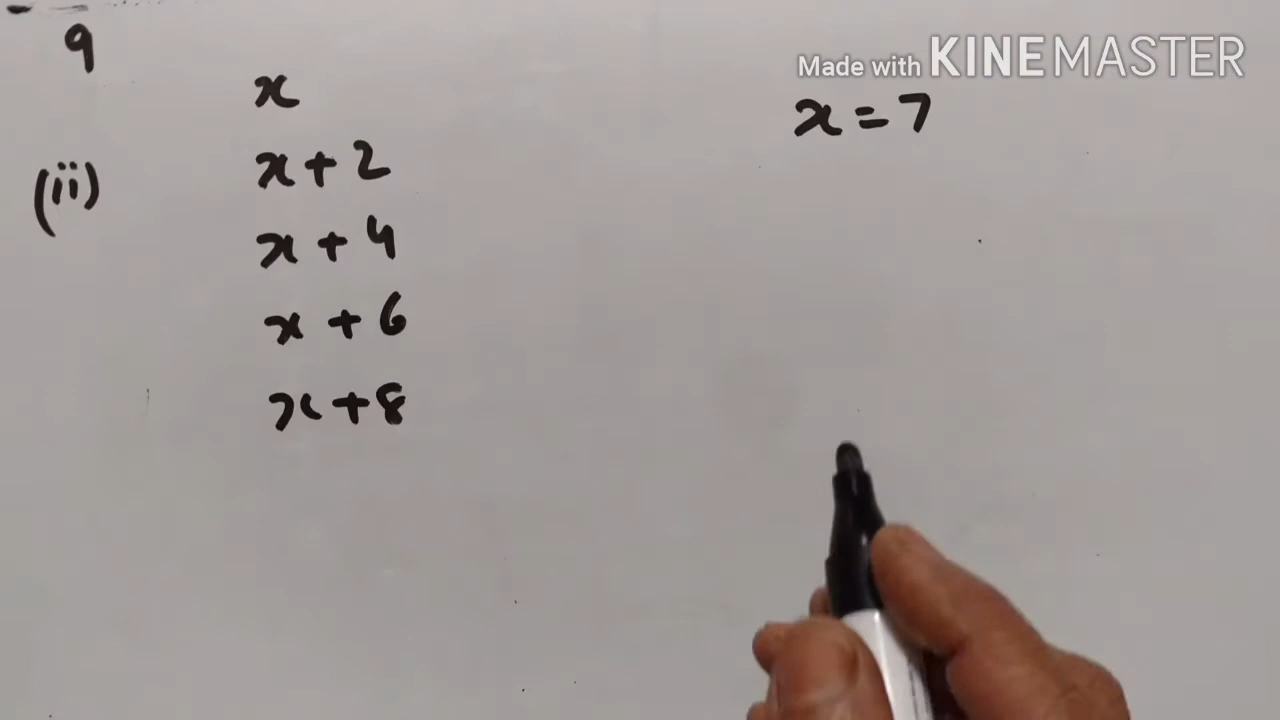 9
Made with KINEMASTER
x
x = 7
x + 2
(ii)
x + 4
x + 6
x + 8